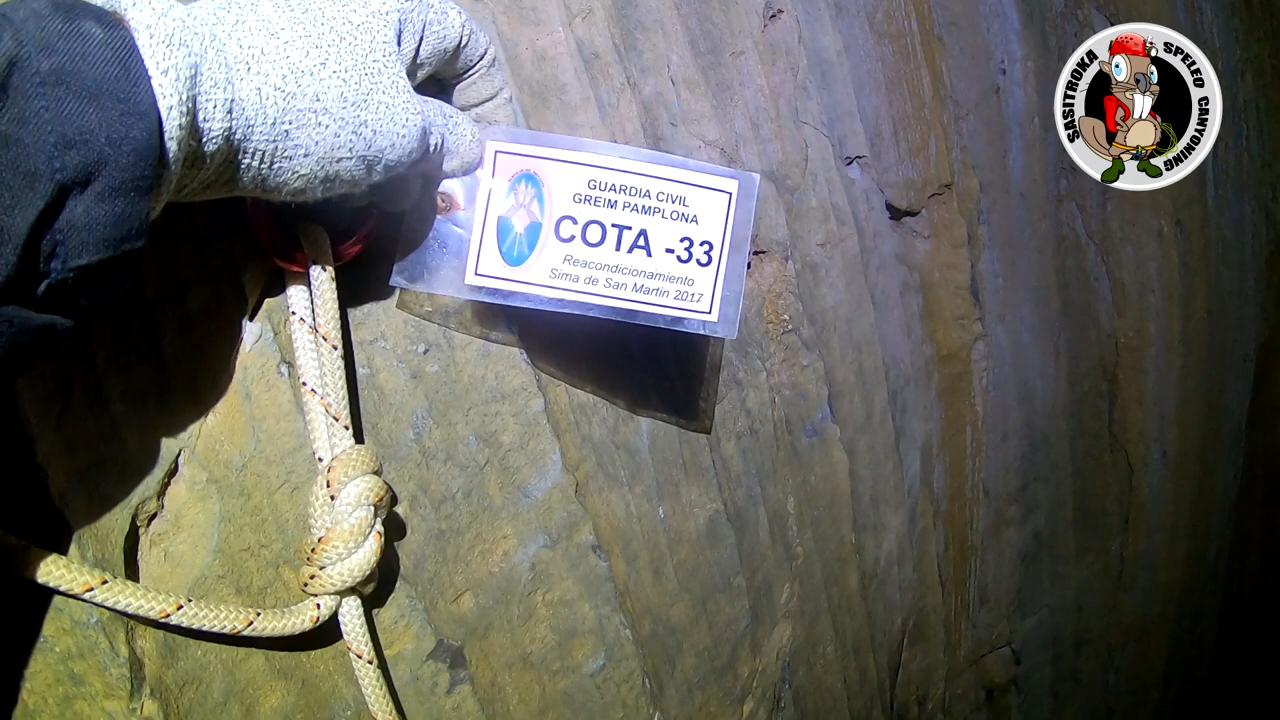 GUARDIA CIVIL
GREIM PAMPLONA
COTA -33
Reacondicionamiento
Sima de San Martin 2017
SASITROKA SPELEO CANYONING